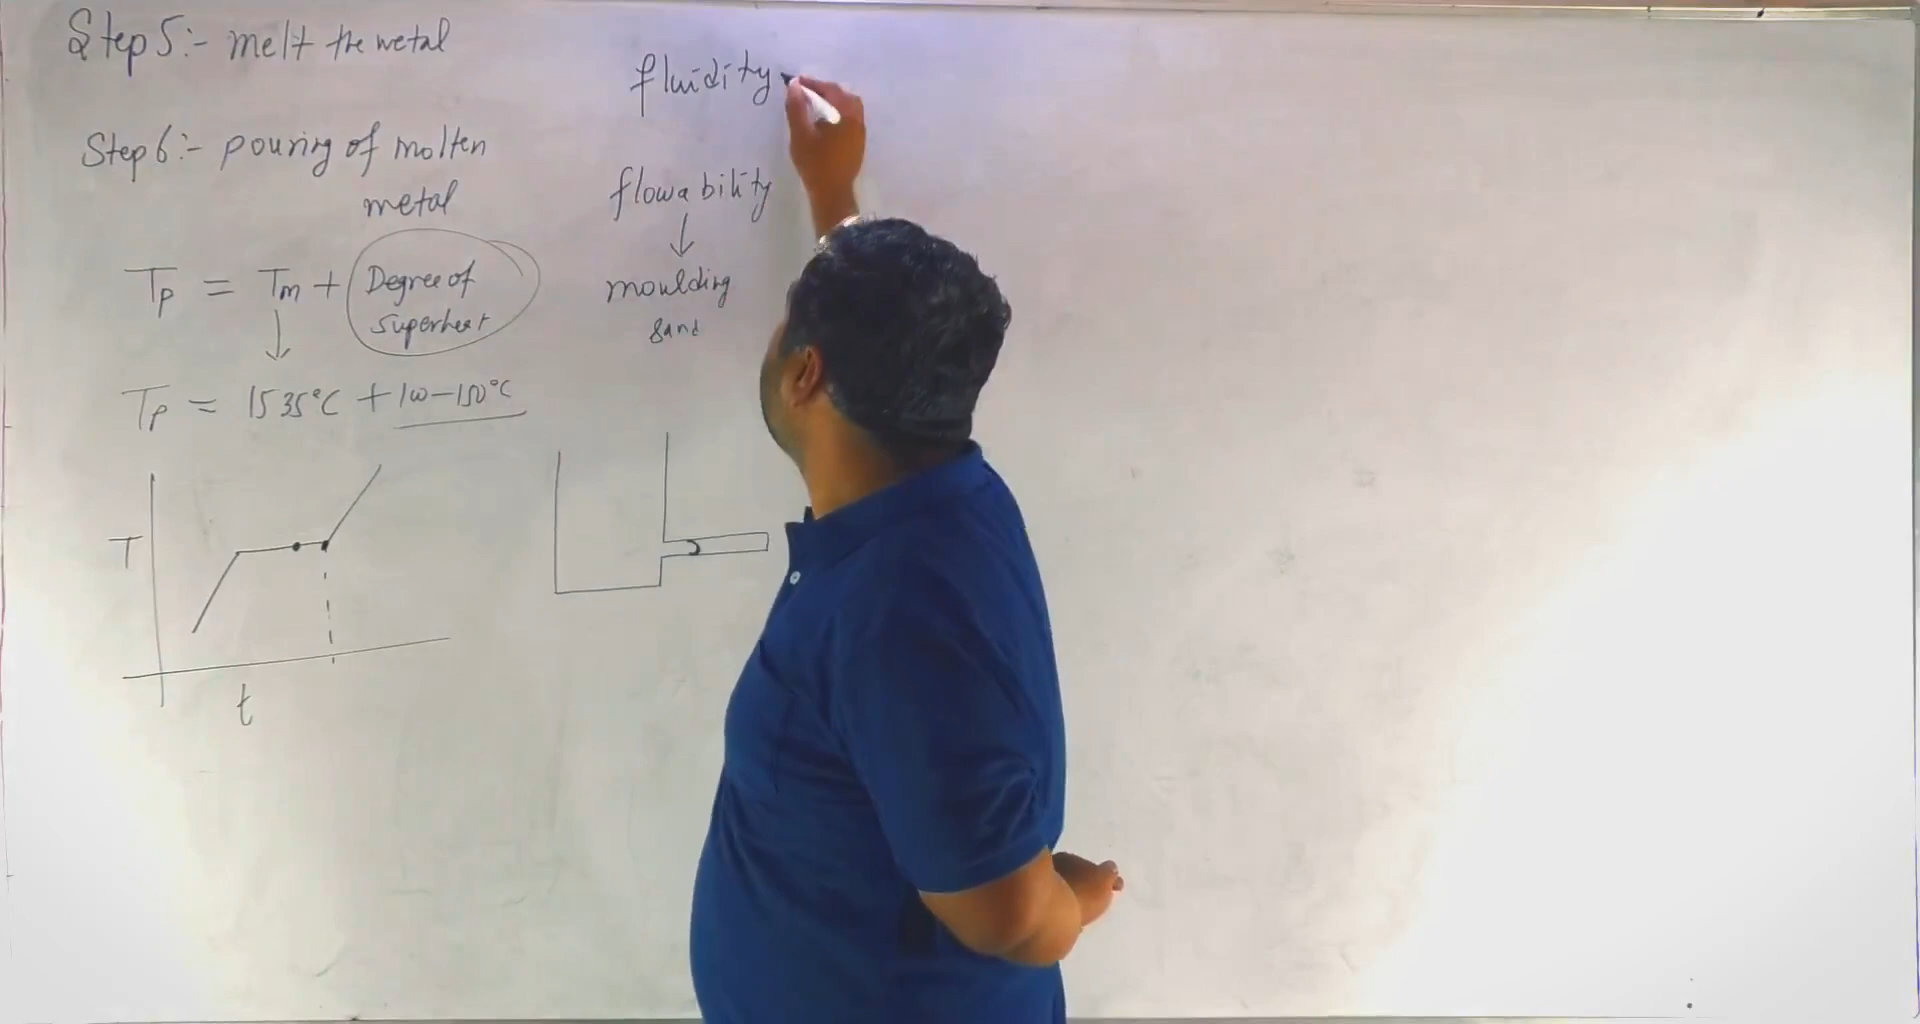 Step 5:- melt the metal
Step 6:- pouring of molten
metal
Tp = Tm + Degree of
superheat
Tp = 1535°C + 100-150°C
T
t
fluidity
flowability
↓
moulding
sand